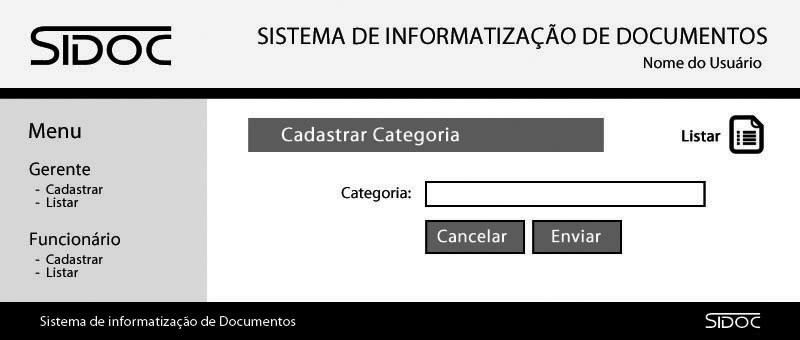 SIDOC
SISTEMA DE INFORMATIZAÇÃO DE DOCUMENTOS
Nome do Usuário
Menu
Gerente
- Cadastrar
- Listar
Funcionário
- Cadastrar
- Listar
Cadastrar Categoria
Listar
Categoria:
Cancelar
Enviar
Sistema de informatização de Documentos
SIDOC